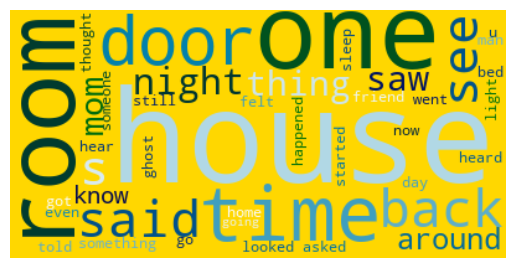 room
thought
mom
someone
door
night
still
one
thing
felt
sleep
saw
friend
went
see
u
man
bed
light
hear
ghost
house
happened
started
now
heard
s
know
got
even
said
time
home
going
day
back
around
told
something
go
looked asked